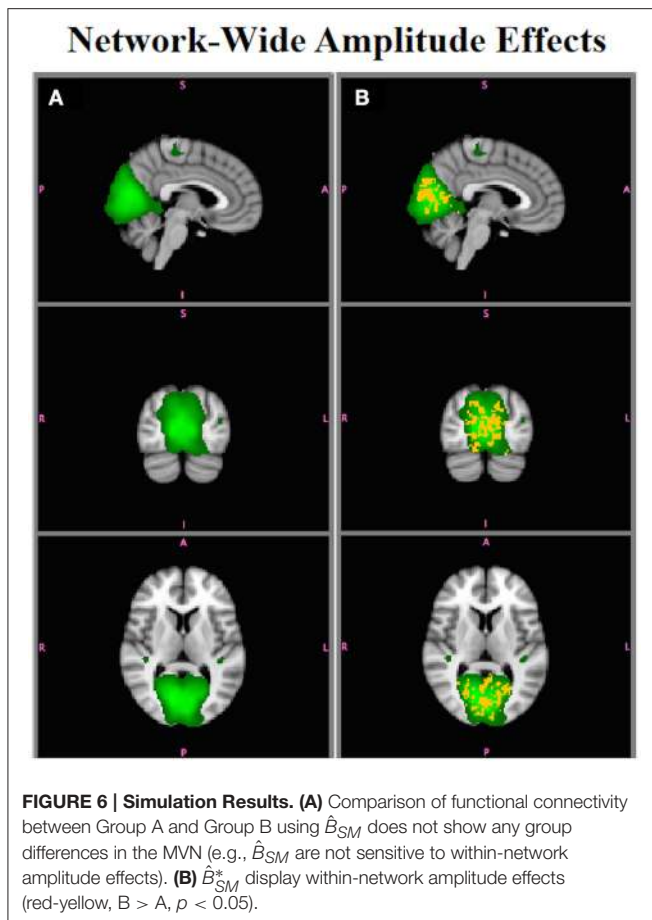 Network-Wide Amplitude Effects
A
S
P
A
I
B
S
P
A
I
S
R
L
I
S
R
L
I
A
R
L
P
A
R
L
P
FIGURE 6 | Simulation Results. (A) Comparison of functional connectivity
between Group A and Group B using B̂SM does not show any group
differences in the MVN (e.g., B̂SM are not sensitive to within-network
amplitude effects). (B) B̂*SM display within-network amplitude effects
(red-yellow, B > A, p < 0.05).